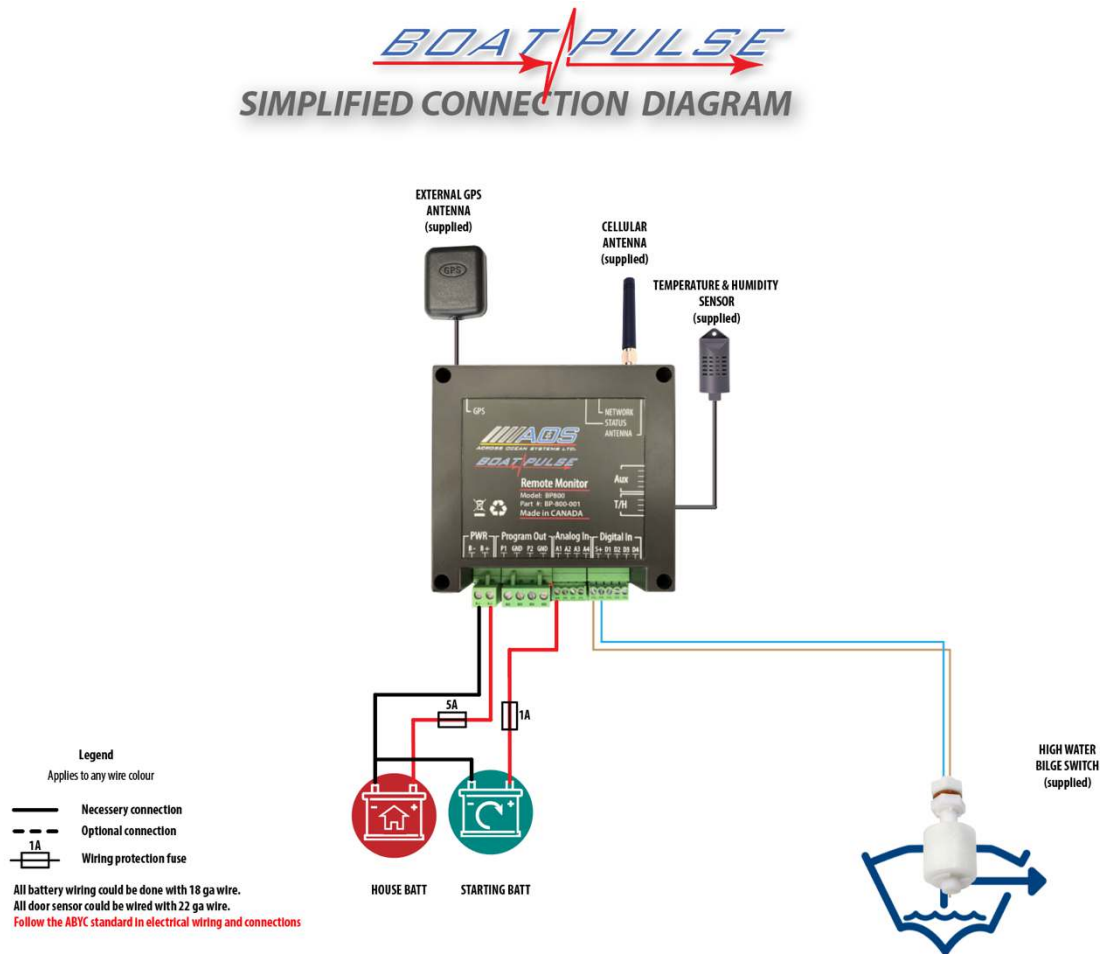 BOAT PULSE
SIMPLIFIED CONNECTION DIAGRAM
EXTERNAL GPS
ANTENNA
(supplied)
CELLULAR
ANTENNA
(supplied)
TEMPERATURE & HUMIDITY
SENSOR
(supplied)
GPS
GPS
NETWORK
STATUS
ANTENNA
AOS
ACROSS OCEAN SYSTEMS LTD.
BOAT PULSE
Remote Monitor
Model: BP800
Part #: BP-800-001
Made in CANADA
Aux
T/H
PWR Program Out Analog In Digital In
B- B+ P1 GND P2 GND A1 A2 A3 A4 S+ D1 D2 D3 D4
5A
1A
Legend
Applies to any wire colour
Necessery connection
Optional connection
1A
Wiring protection fuse
All battery wiring could be done with 18 ga wire.
All door sensor could be wired with 22 ga wire.
Follow the ABYC standard in electrical wiring and connections
- +
- +
HOUSE BATT
STARTING BATT
HIGH WATER
BILGE SWITCH
(supplied)